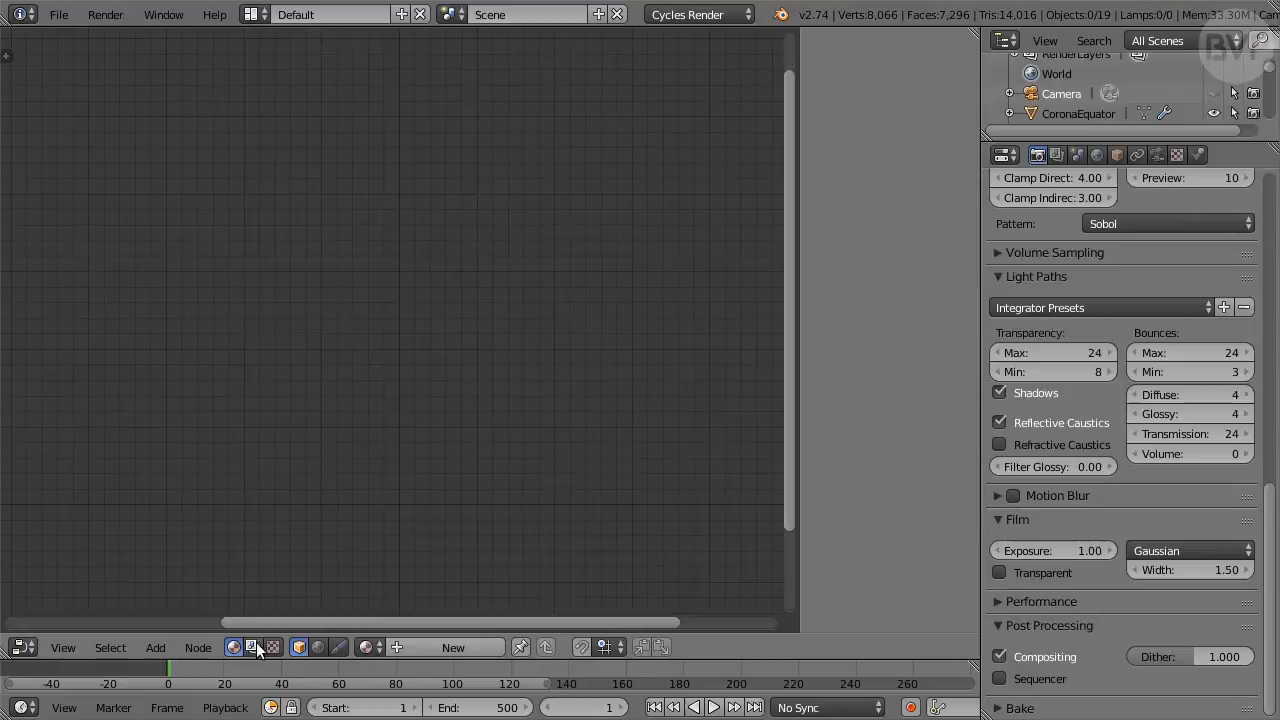 File Render Window Help Default Scene Cycles Render v2.74 | Verts:8,066 | Faces:7,296 | Tris:14,016 | Objects:0/19 | Lamps:0/0 | Mem:33.30M | Cam
View Search All Scenes
BVT
RenderLayers
World
Camera
CoronaEquator
Clamp Direct: 4.00 Preview: 10
Clamp Indirec: 3.00
Pattern: Sobol
Volume Sampling
Light Paths
Integrator Presets
Transparency: Bounces:
Max: 24 Max: 24
Min: 8 Min: 3
Shadows Diffuse: 4
Reflective Caustics Glossy: 4
Refractive Caustics Transmission: 24
Filter Glossy: 0.00 Volume: 0
Motion Blur
Film
Exposure: 1.00 Gaussian
Transparent Width: 1.50
Performance
Post Processing
Compositing Dither: 1.000
Sequencer
Bake
View Select Add Node New
-40 -20 0 20 40 60 80 100 120 140 160 180 200 220 240 260
View Marker Frame Playback Start: 1 End: 500 1 No Sync